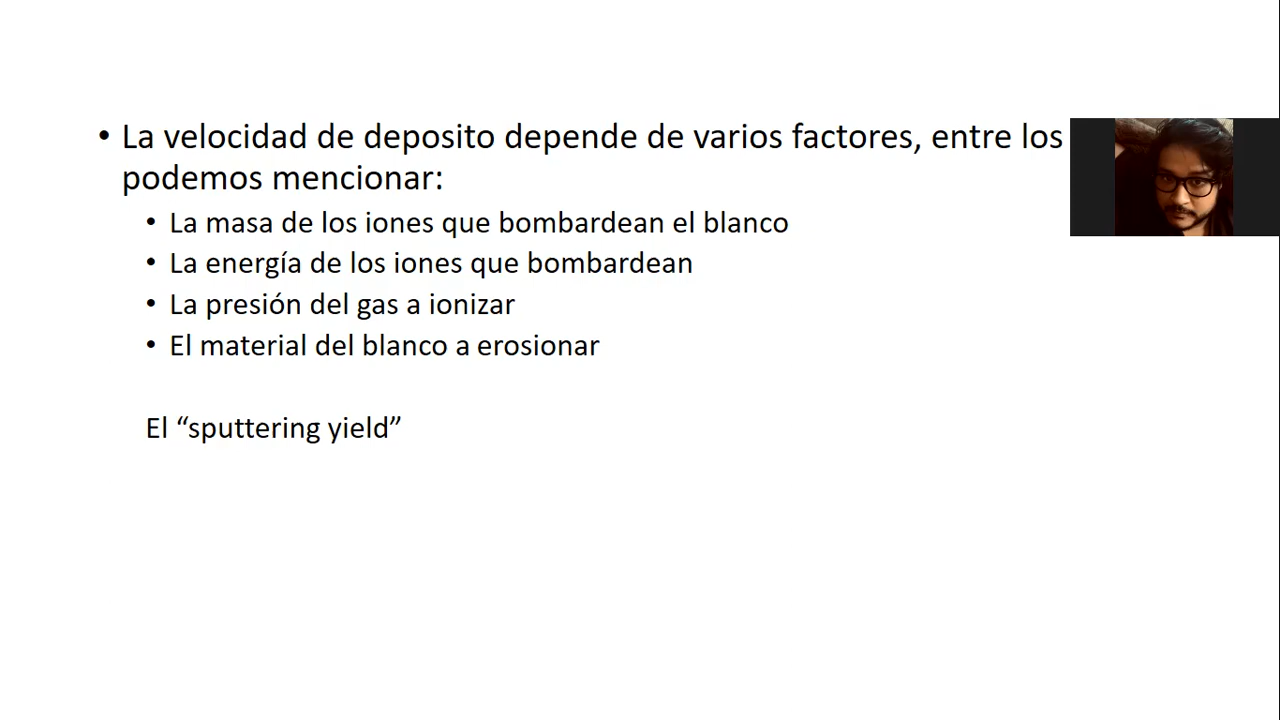 • La velocidad de deposito depende de varios factores, entre los
podemos mencionar:
• La masa de los iones que bombardean el blanco
• La energía de los iones que bombardean
• La presión del gas a ionizar
• El material del blanco a erosionar
El “sputtering yield”